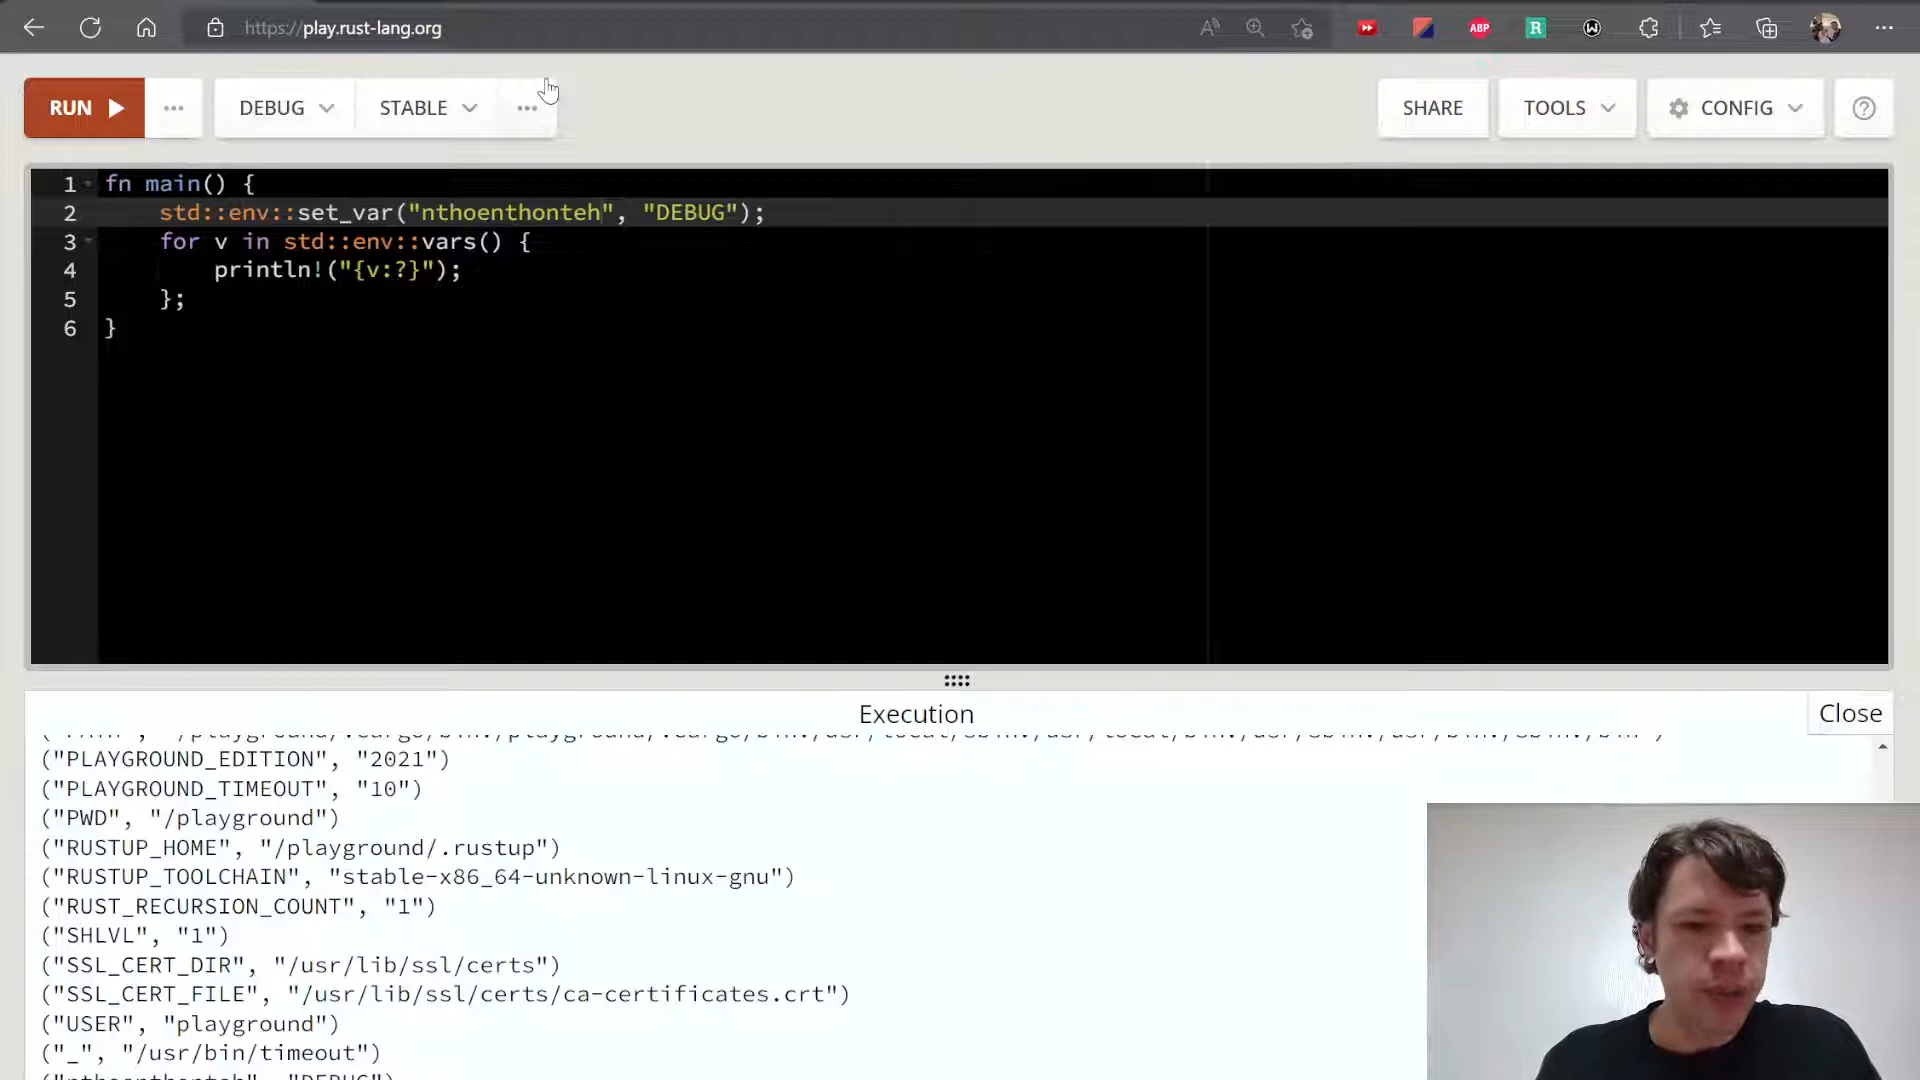 https://play.rust-lang.org
RUN ▶ ... DEBUG STABLE ... SHARE TOOLS CONFIG
ABP R W
1 fn main() {
2 std::env::set_var("nthoenthonteh", "DEBUG");
3 for v in std::env::vars() {
4 println!("{v:?}");
5 };
6 }
Execution
Close
("PLAYGROUND_EDITION", "2021")
("PLAYGROUND_TIMEOUT", "10")
("PWD", "/playground")
("RUSTUP_HOME", "/playground/.rustup")
("RUSTUP_TOOLCHAIN", "stable-x86_64-unknown-linux-gnu")
("RUST_RECURSION_COUNT", "1")
("SHLVL", "1")
("SSL_CERT_DIR", "/usr/lib/ssl/certs")
("SSL_CERT_FILE", "/usr/lib/ssl/certs/ca-certificates.crt")
("USER", "playground")
("_", "/usr/bin/timeout")
("nthoenthonteh", "DEBUG")